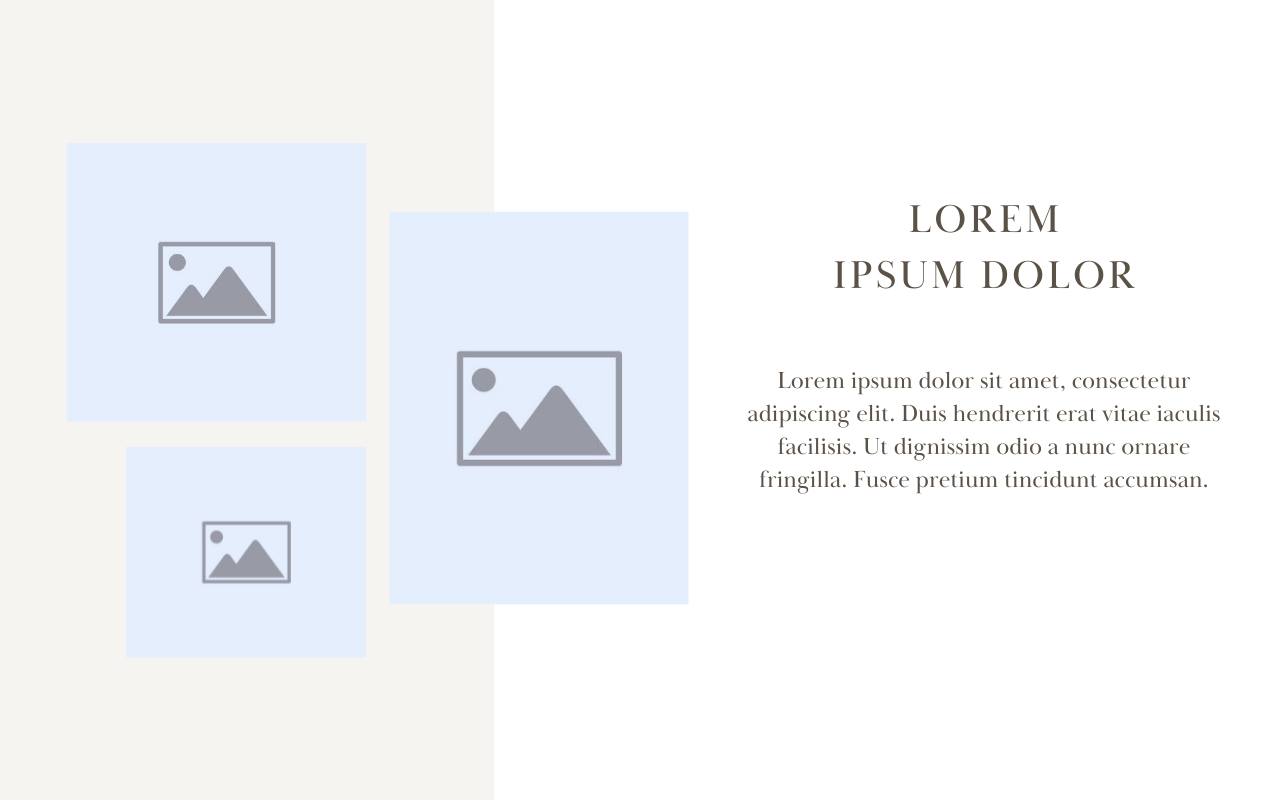 LOREM
IPSUM DOLOR
Lorem ipsum dolor sit amet, consectetur
adipiscing elit. Duis hendrerit erat vitae iaculis
facilisis. Ut dignissim odio a nunc ornare
fringilla. Fusce pretium tincidunt accumsan.